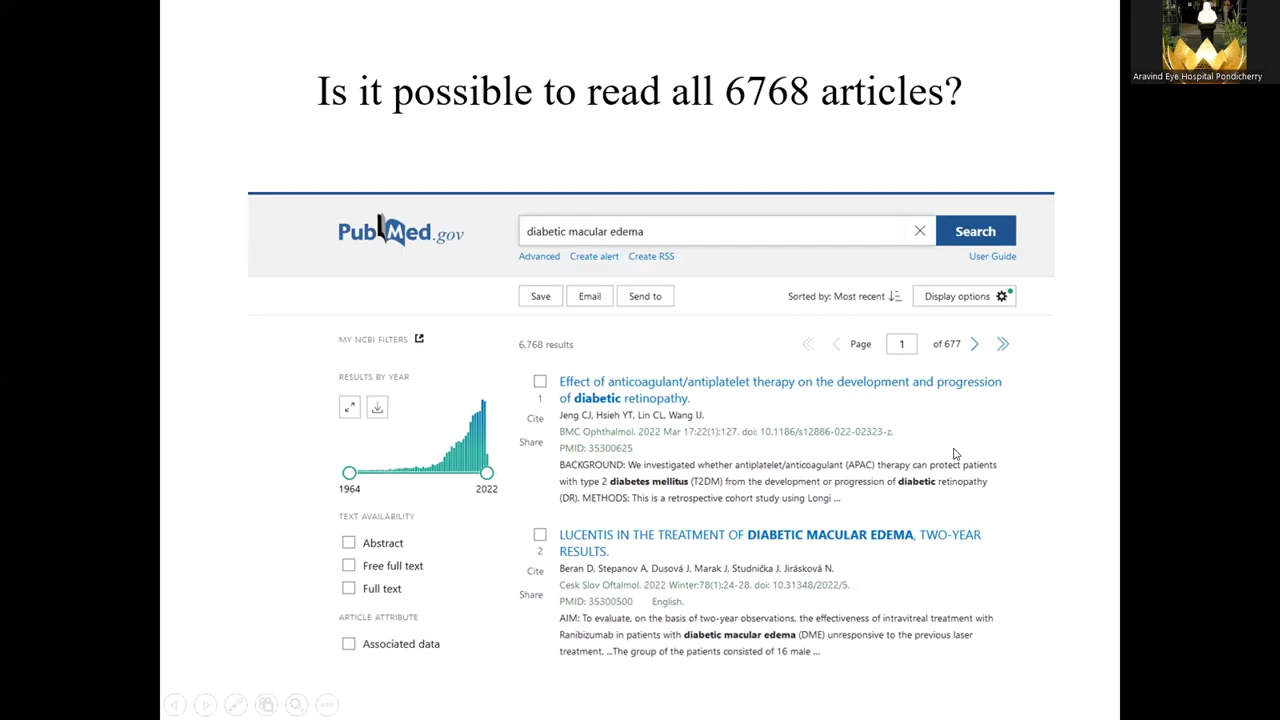 Is it possible to read all 6768 articles?
Aravind Eye Hospital Pondicherry
PubMed.gov
diabetic macular edema
Search
Advanced
Create alert
Create RSS
User Guide
Save
Email
Send to
Sorted by: Most recent
Display options
MY NCBI FILTERS
6,768 results
Page
1
of 677
RESULTS BY YEAR
1964
2022
TEXT AVAILABILITY
Abstract
Free full text
Full text
ARTICLE ATTRIBUTE
Associated data
1
Cite
Share
Effect of anticoagulant/antiplatelet therapy on the development and progression
of diabetic retinopathy.
Jeng CJ, Hsieh YT, Lin CL, Wang IJ.
BMC Ophthalmol. 2022 Mar 17;22(1):127. doi: 10.1186/s12886-022-02323-z.
PMID: 35300625
BACKGROUND: We investigated whether antiplatelet/anticoagulant (APAC) therapy can protect patients
with type 2 diabetes mellitus (T2DM) from the development or progression of diabetic retinopathy
(DR). METHODS: This is a retrospective cohort study using Longi ...
2
Cite
Share
LUCENTIS IN THE TREATMENT OF DIABETIC MACULAR EDEMA, TWO-YEAR
RESULTS.
Beran D, Stepanov A, Dusová J, Marak J, Studnička J, Jirásková N.
Cesk Slov Oftalmol. 2022 Winter;78(1):24-28. doi: 10.31348/2022/5.
PMID: 35300500 English.
AIM: To evaluate, on the basis of two-year observations, the effectiveness of intravitreal treatment with
Ranibizumab in patients with diabetic macular edema (DME) unresponsive to the previous laser
treatment. ...The group of the patients consisted of 16 male ...